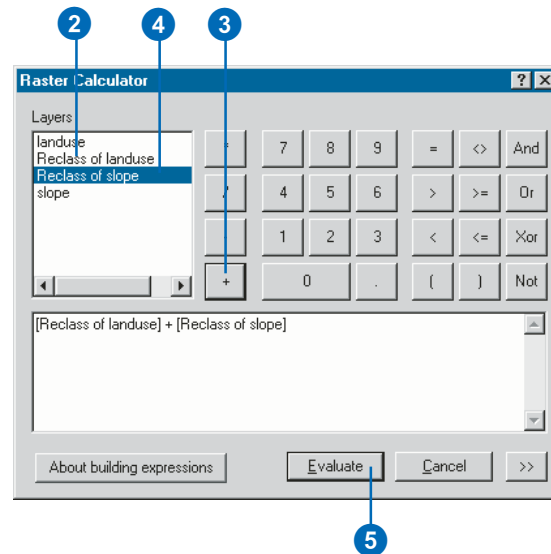 2 4 3
Raster Calculator ? ×
Layers
landuse
Reclass of landuse
Reclass of slope
slope
* 7 8 9 = <> And
/ 4 5 6 > >= Or
- 1 2 3 < <= Xor
+ 0 . ( ) Not
[Reclass of landuse] + [Reclass of slope]
About building expressions Evaluate Cancel >>
5